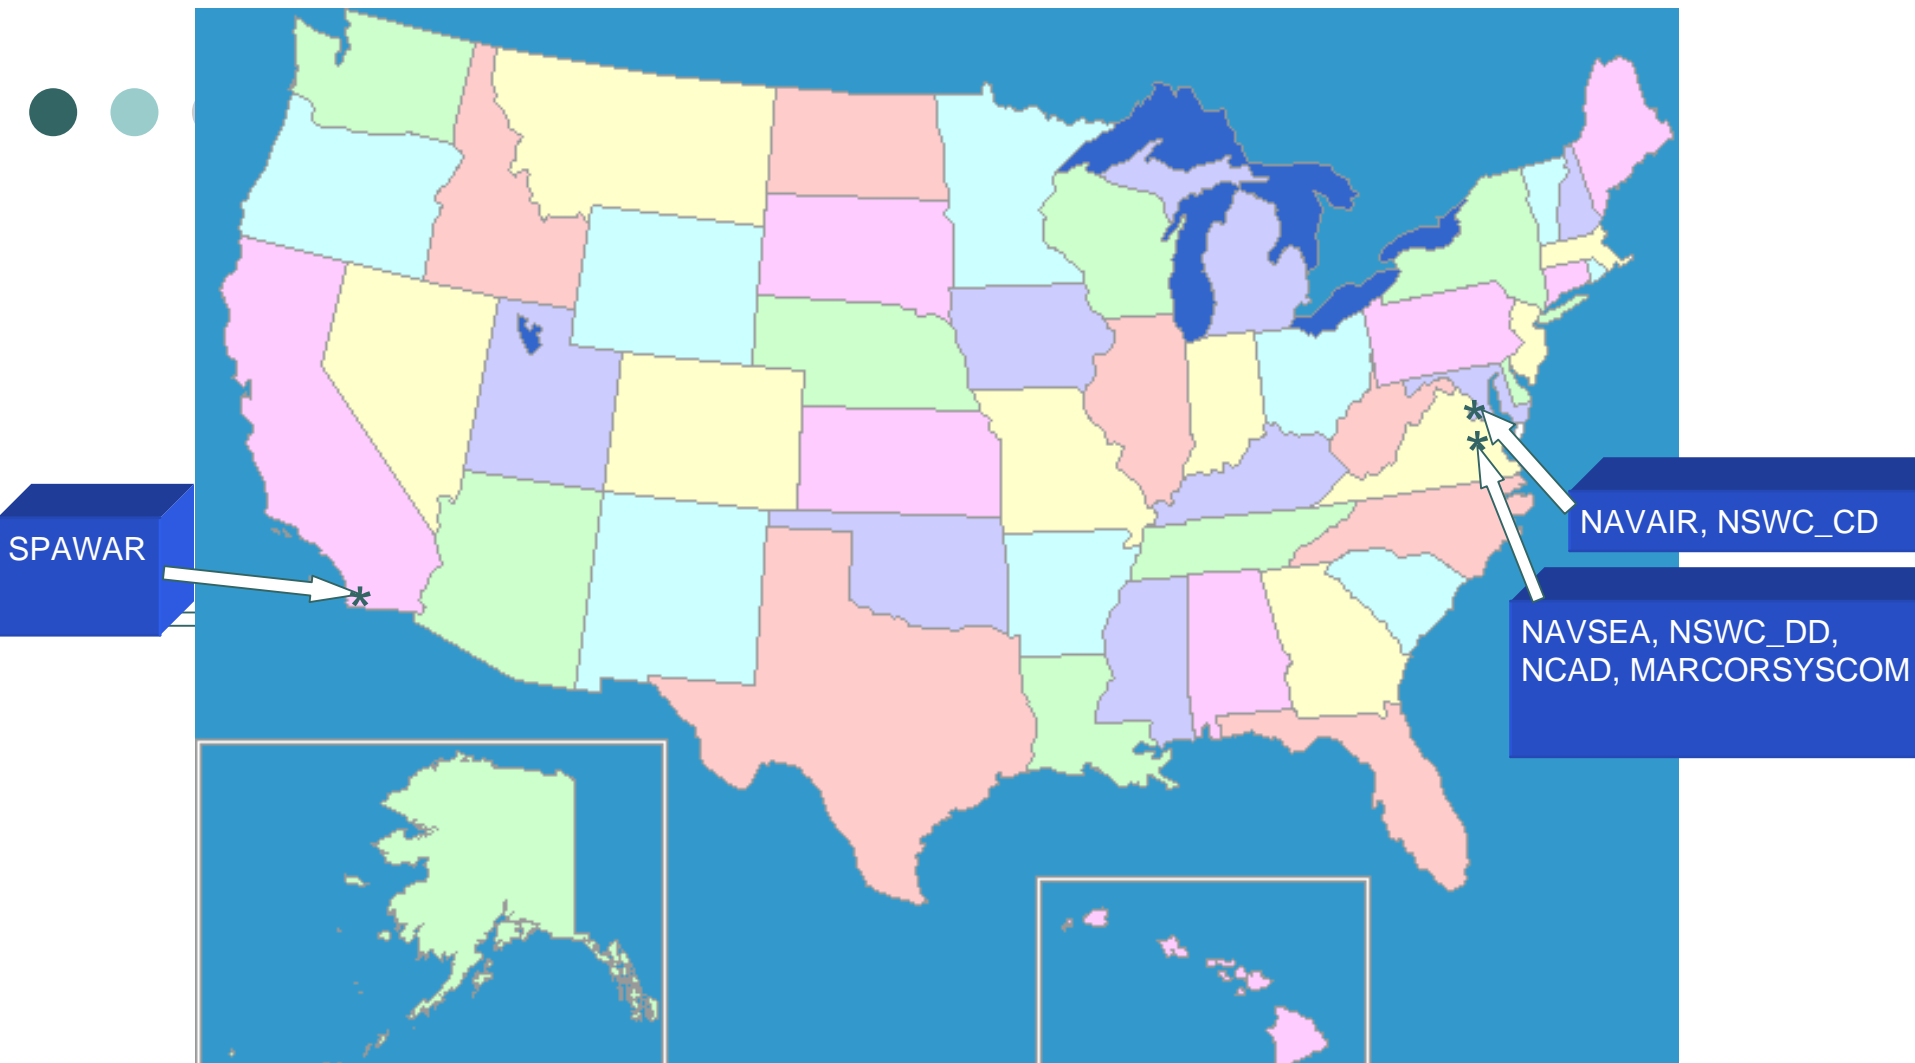 SPAWAR
NAVAIR, NSWC_CD
NAVSEA, NSWC_DD,
NCAD, MARCORSYSCOM